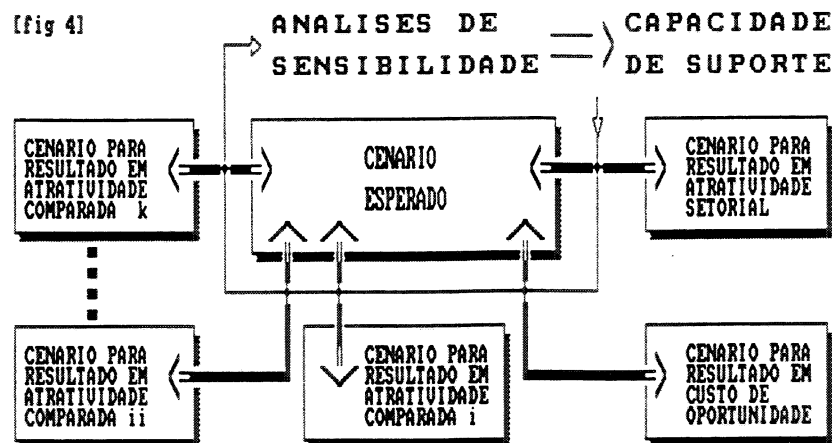 [fig 4]
ANALISES DE
SENSIBILIDADE
CAPACIDADE
DE SUPORTE
CENARIO PARA
RESULTADO EM
ATRATIVIDADE
COMPARADA k
CENARIO
ESPERADO
CENARIO PARA
RESULTADO EM
ATRATIVIDADE
SETORIAL
CENARIO PARA
RESULTADO EM
ATRATIVIDADE
COMPARADA ii
CENARIO PARA
RESULTADO EM
ATRATIVIDADE
COMPARADA i
CENARIO PARA
RESULTADO EM
CUSTO DE
OPORTUNIDADE